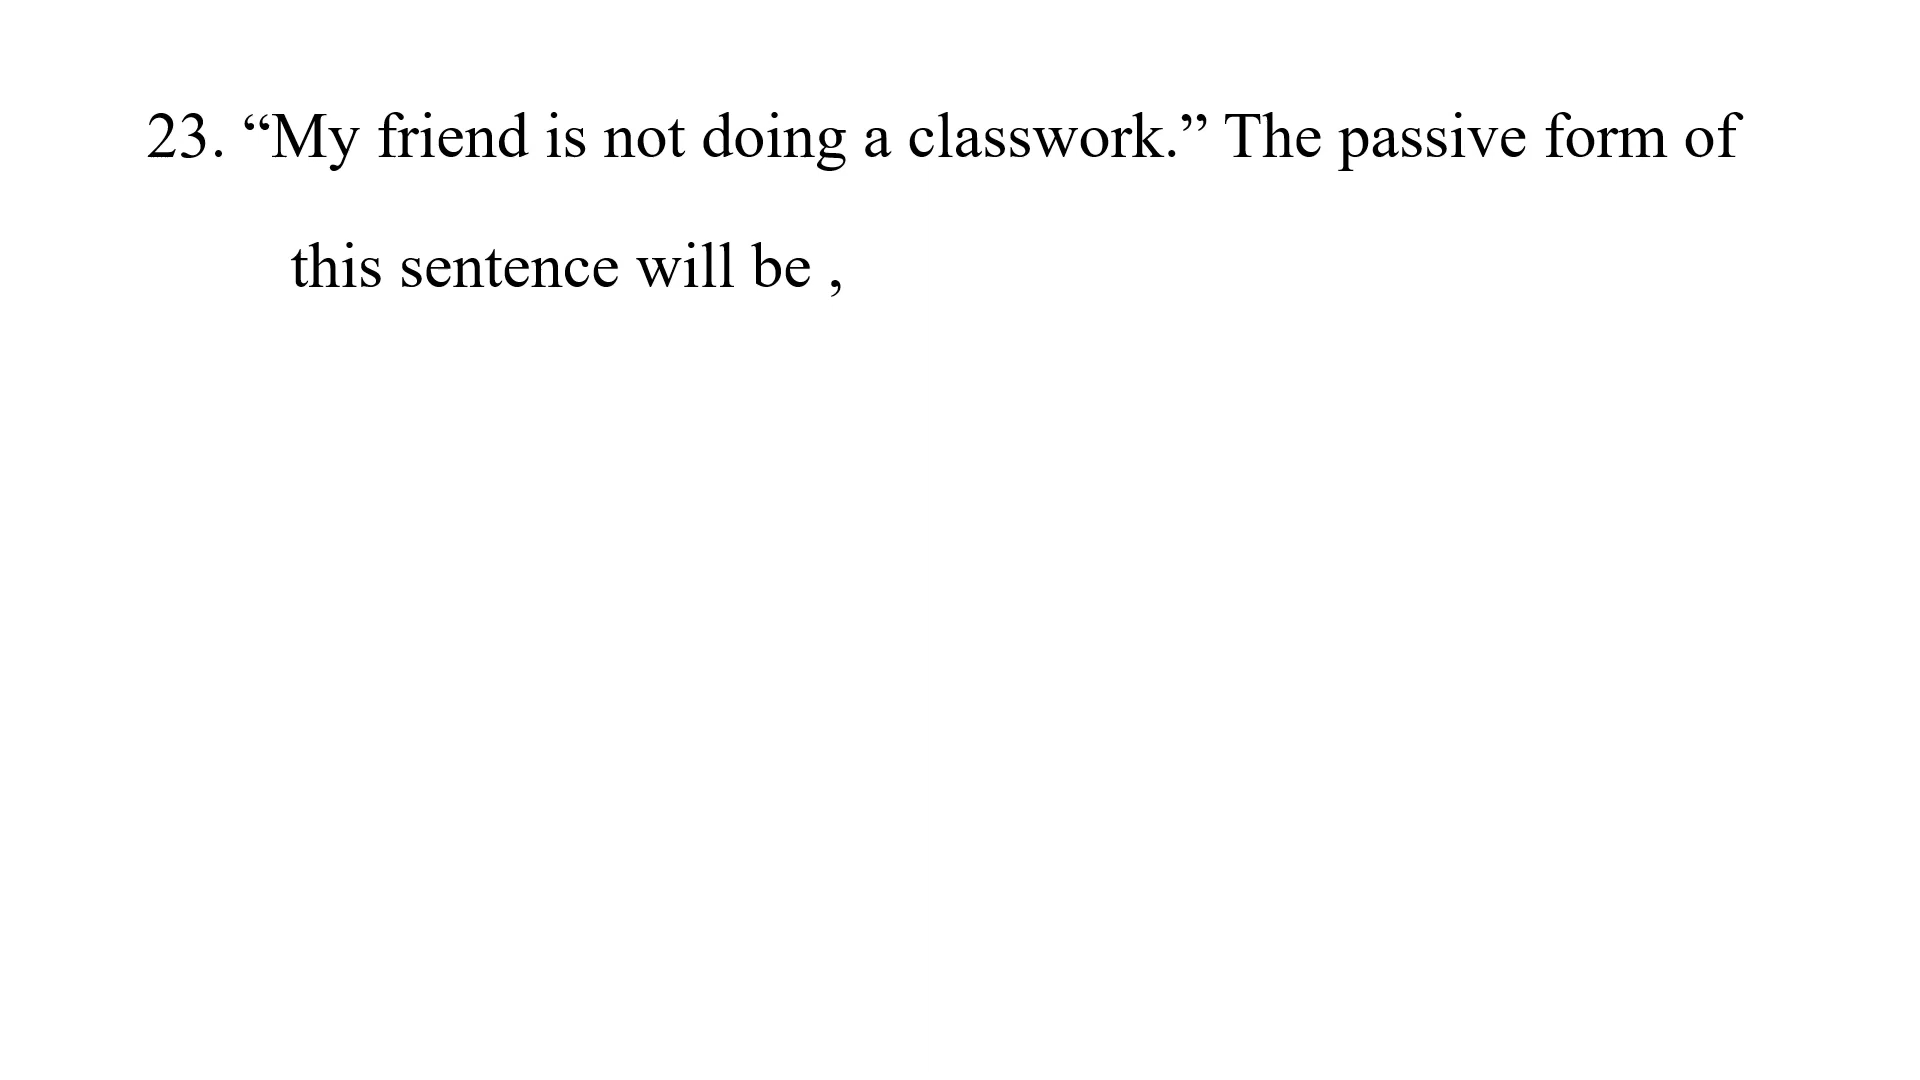 23. “My friend is not doing a classwork.” The passive form of
this sentence will be ,